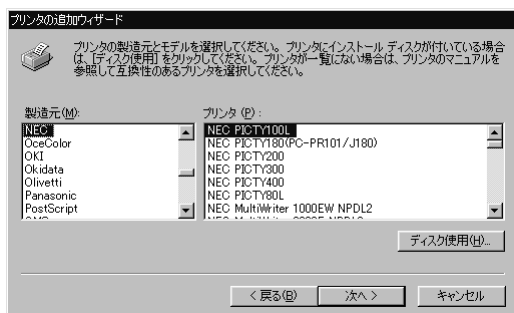 プリンタの追加ウィザード
プリンタの製造元とモデルを選択してください。プリンタにインストール ディスクが付いている場合
は、[ディスク使用] をクリックしてください。プリンタが一覧にない場合は、プリンタのマニュアルを
参照して互換性のあるプリンタを選択してください。
製造元(M):
プリンタ (P) :
NEC
OceColor
OKI
Okidata
Olivetti
Panasonic
PostScript
NEC PICTY100L
NEC PICTY180(PC-PR101/J180)
NEC PICTY200
NEC PICTY300
NEC PICTY400
NEC PICTY80L
NEC MultiWriter 1000EW NPDL2
ディスク使用(H)...
< 戻る(B)
次へ >
キャンセル